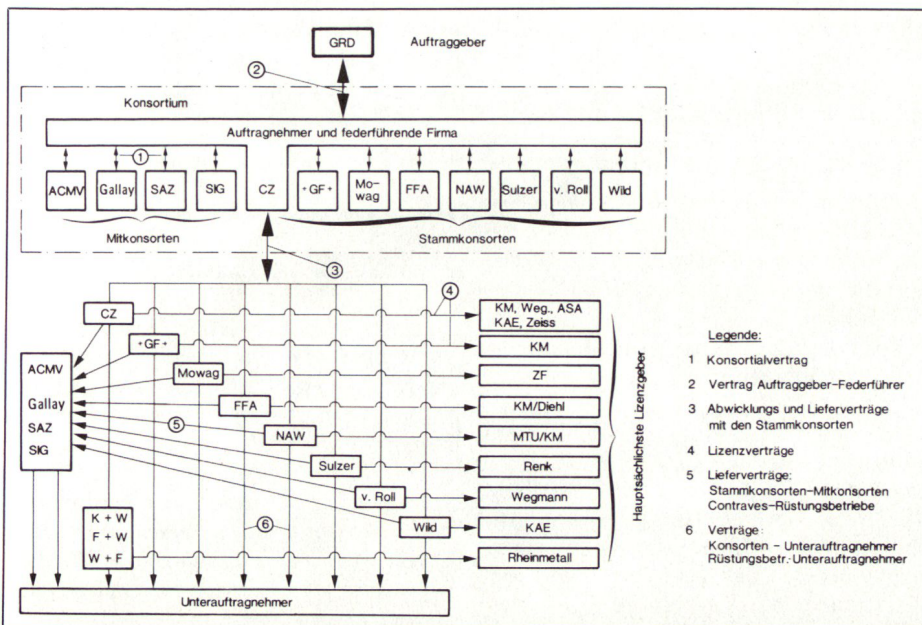 GRD
Auftraggeber
2
Konsortium
Auftragnehmer und federführende Firma
1
ACMV
Gallay
SAZ
SIG
CZ
+GF+
Mo-
wag
FFA
NAW
Sulzer
v. Roll
Wild
Mitkonsorten
Stammkonsorten
3
4
CZ
KM, Weg., ASA
KAE, Zeiss
+GF+
KM
Mowag
ZF
FFA
KM/Diehl
5
NAW
MTU/KM
Sulzer
Renk
v. Roll
Wegmann
Wild
KAE
ACMV
Gallay
SAZ
SIG
K + W
F + W
W + F
6
Rheinmetall
Unterauftragnehmer
Hauptsächlichste Lizenzgeber
Legende:
1 Konsortialvertrag
2 Vertrag Auftraggeber-Federführer
3 Abwicklungs und Lieferverträge
mit den Stammkonsorten
4 Lizenzverträge
5 Lieferverträge:
Stammkonsorten-Mitkonsorten
Contraves-Rüstungsbetriebe
6 Verträge:
Konsorten - Unterauftragnehmer
Rüstungsbetr.-Unterauftragnehmer